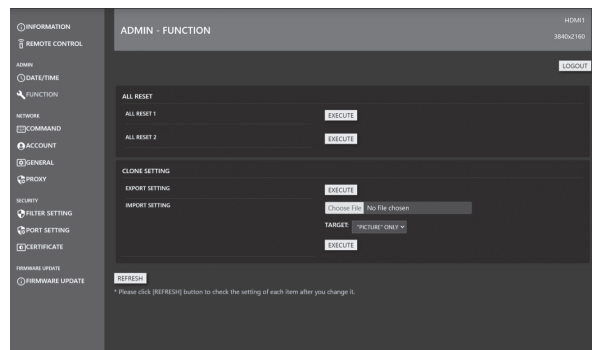 INFORMATION
REMOTE CONTROL
ADMIN
DATE/TIME
FUNCTION
NETWORK
COMMAND
ACCOUNT
GENERAL
PROXY
SECURITY
FILTER SETTING
PORT SETTING
CERTIFICATE
FIRMWARE UPDATE
FIRMWARE UPDATE
ADMIN - FUNCTION
HDMI1
3840x2160
LOGOUT
ALL RESET
ALL RESET 1 EXECUTE
ALL RESET 2 EXECUTE
CLONE SETTING
EXPORT SETTING EXECUTE
IMPORT SETTING Choose File No file chosen
TARGET: "PICTURE" ONLY
EXECUTE
REFRESH
* Please click [REFRESH] button to check the setting of each item after you change it.